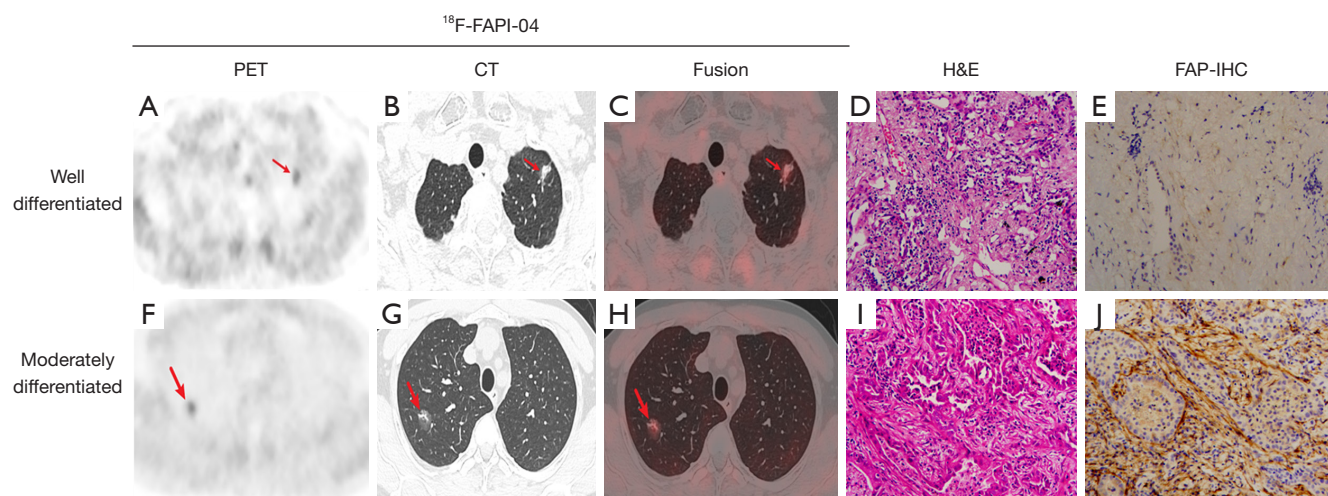 ¹⁸F-FAPI-04
PET CT Fusion H&E FAP-IHC
A B C D E
Well
differentiated
F G H I J
Moderately
differentiated